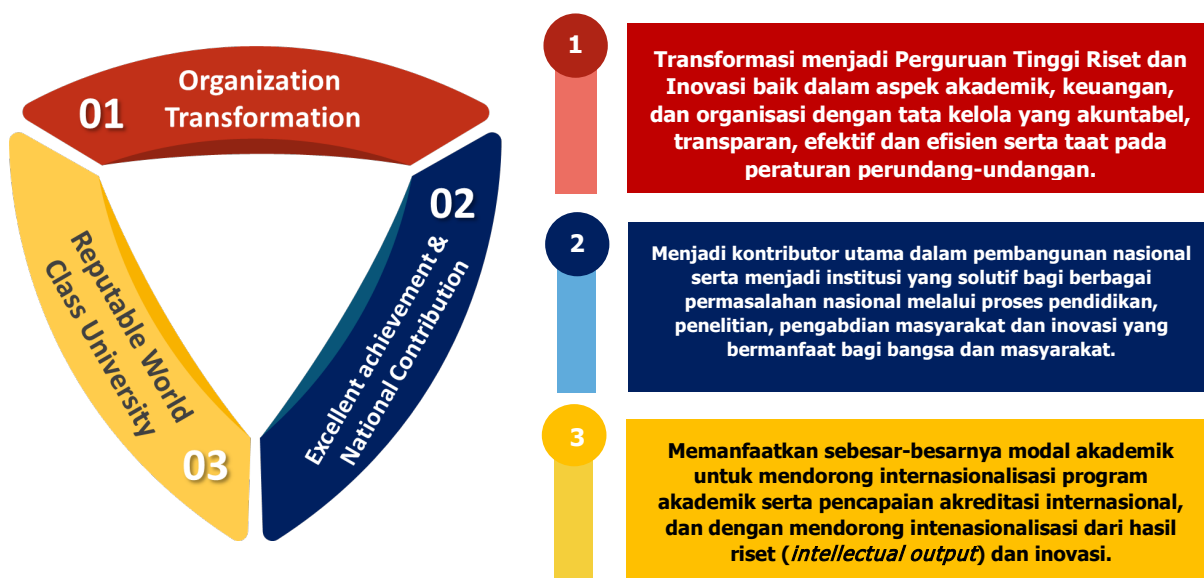 01
Organization
Transformation
02
Excellent achievement &
National Contribution
03
Reputable World
Class University
1
Transformasi menjadi Perguruan Tinggi Riset dan
Inovasi baik dalam aspek akademik, keuangan,
dan organisasi dengan tata kelola yang akuntabel,
transparan, efektif dan efisien serta taat pada
peraturan perundang-undangan.
2
Menjadi kontributor utama dalam pembangunan nasional
serta menjadi institusi yang solutif bagi berbagai
permasalahan nasional melalui proses pendidikan,
penelitian, pengabdian masyarakat dan inovasi yang
bermanfaat bagi bangsa dan masyarakat.
3
Memanfaatkan sebesar-besarnya modal akademik
untuk mendorong internasionalisasi program
akademik serta pencapaian akreditasi internasional,
dan dengan mendorong intenasionalisasi dari hasil
riset (intellectual output) dan inovasi.